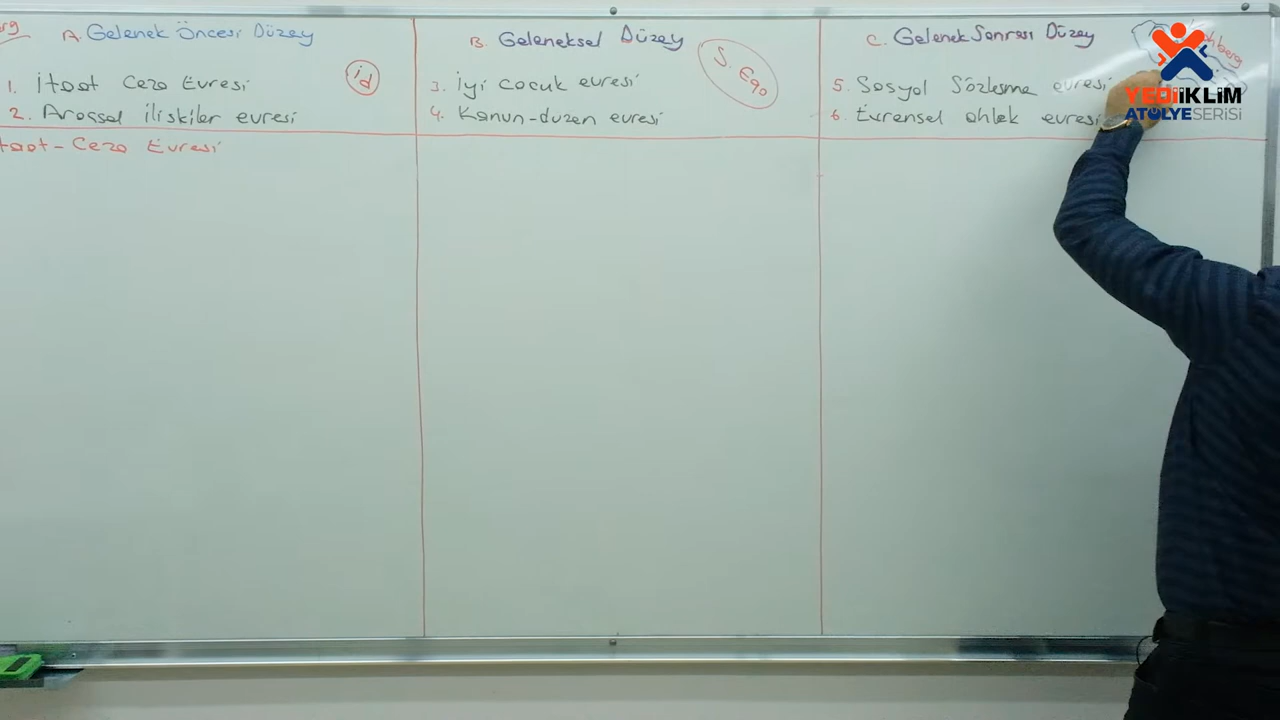 A Gelenek Öncesi Düzey
1. İtaat Ceza Evresi
2. Araçsal ilişkiler evresi
id
B. Geleneksel Düzey
3. İyi Çocuk evresi
4. Kanun-düzen evresi
S. Ego
C. Gelenek Sonrası Düzey
5. Sosyal Sözleşme evresi
6. Evrensel ahlak evresi
taat-Ceza Evresi
YEDİİKLİM
ATÖLYESERİSİ